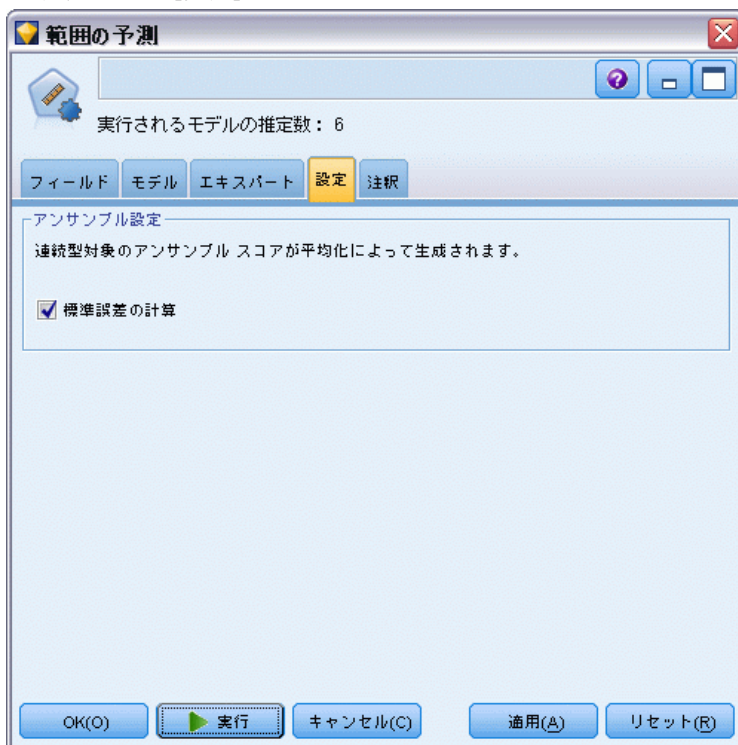 範囲の予測
実行されるモデルの推定数： 6
フィールド モデル エキスパート 設定 注釈
アンサンブル設定
連続型対象のアンサンブル スコアが平均化によって生成されます。
標準誤差の計算
OK(O) 実行 キャンセル(C) 適用(A) リセット(R)